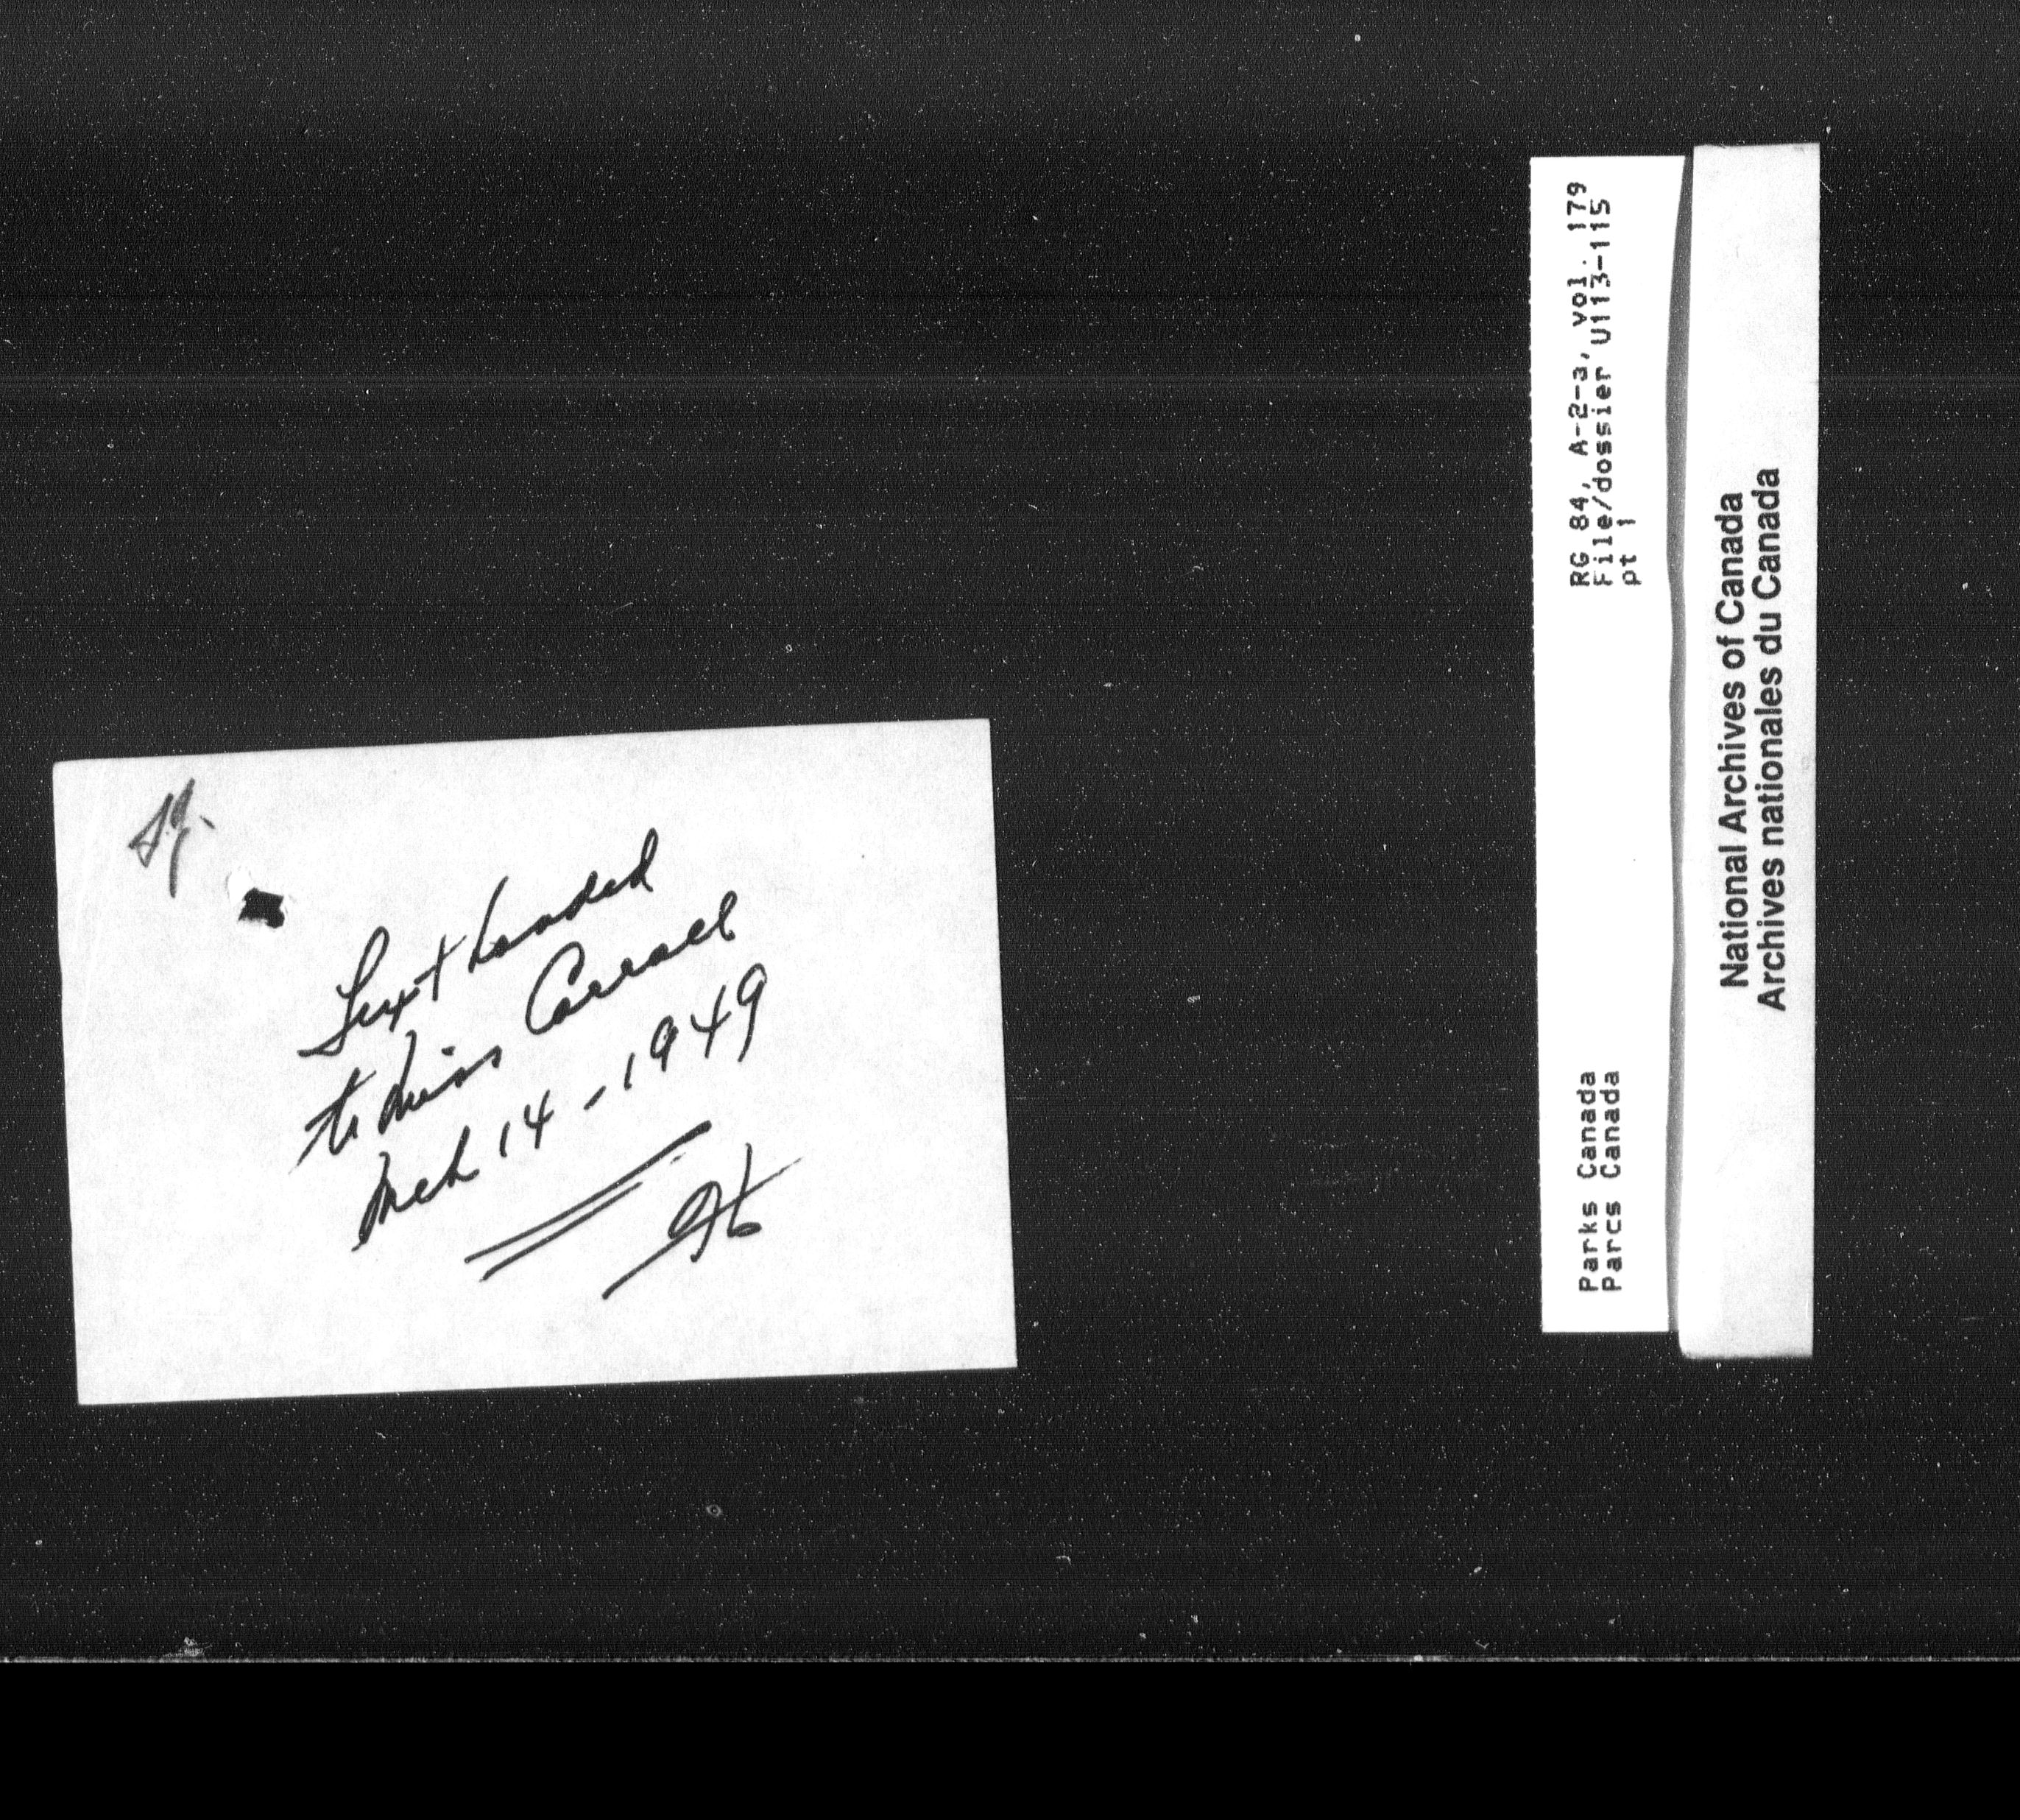 Text handed
to Miss Carroll
Mch 14 - 1949
RG 84, A-2-a, Vol. 179
File/dossier U113-115
pt 1
Parks Canada
Parcs Canada
National Archives of Canada
Archives nationales du Canada